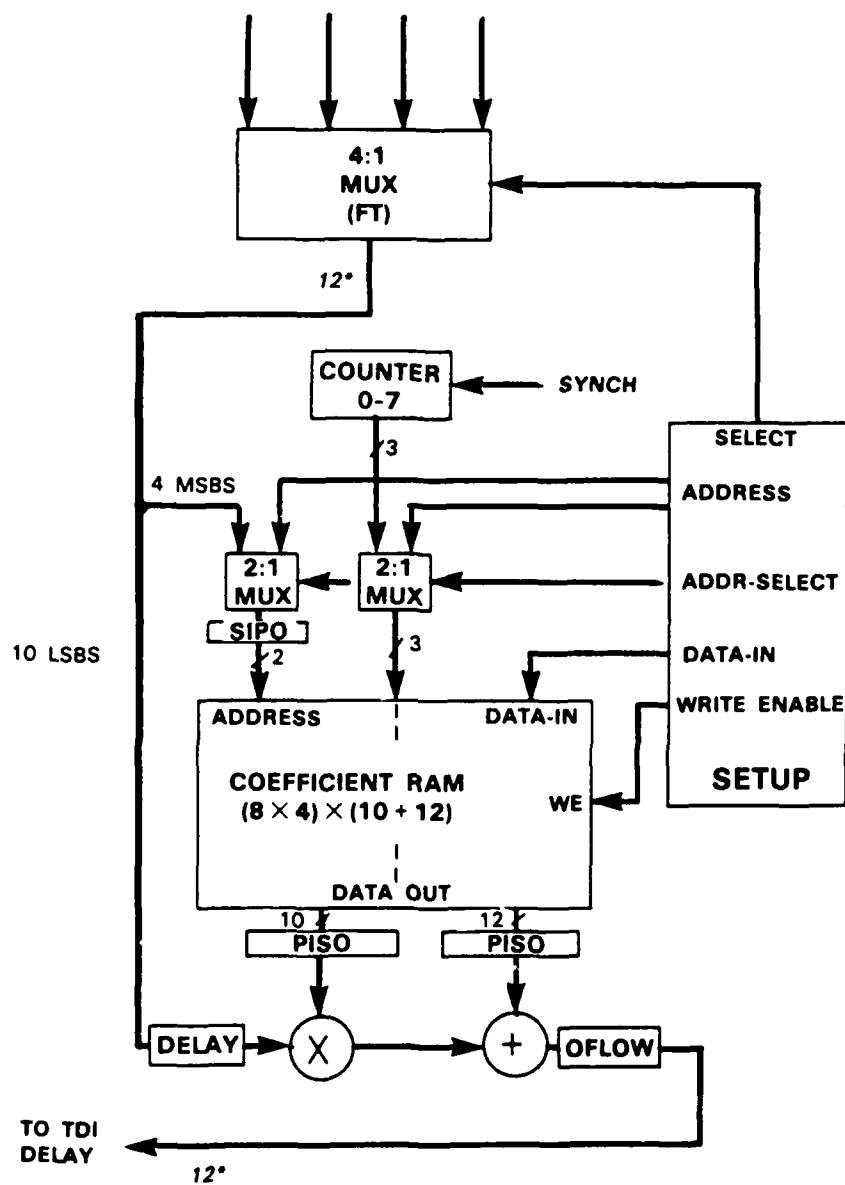 4:1
MUX
(FT)
12*
COUNTER
0-7
SYNCH
3
SELECT
4 MSBS
ADDRESS
2:1
MUX
2:1
MUX
ADDR-SELECT
SIPO
2
3
10 LSBS
DATA-IN
WRITE ENABLE
SETUP
ADDRESS
DATA-IN
COEFFICIENT RAM
(8 × 4) × (10 + 12)
WE
DATA OUT
10
12
PISO
PISO
DELAY
×
+
OFLOW
TO TDI
DELAY
12*